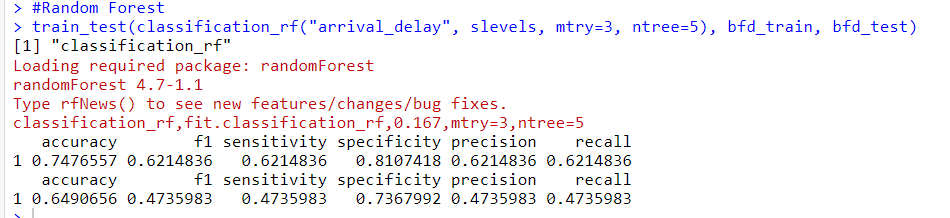 > #Random Forest
> train_test(classification_rf("arrival_delay", slevels, mtry=3, ntree=5), bfd_train, bfd_test)
[1] "classification_rf"
Loading required package: randomForest
randomForest 4.7-1.1
Type rfNews() to see new features/changes/bug fixes.
classification_rf,fit.classification_rf,0.167,mtry=3,ntree=5
accuracy f1 sensitivity specificity precision recall
1 0.7476557 0.6214836 0.6214836 0.8107418 0.6214836 0.6214836
accuracy f1 sensitivity specificity precision recall
1 0.6490656 0.4735983 0.4735983 0.7367992 0.4735983 0.4735983
>